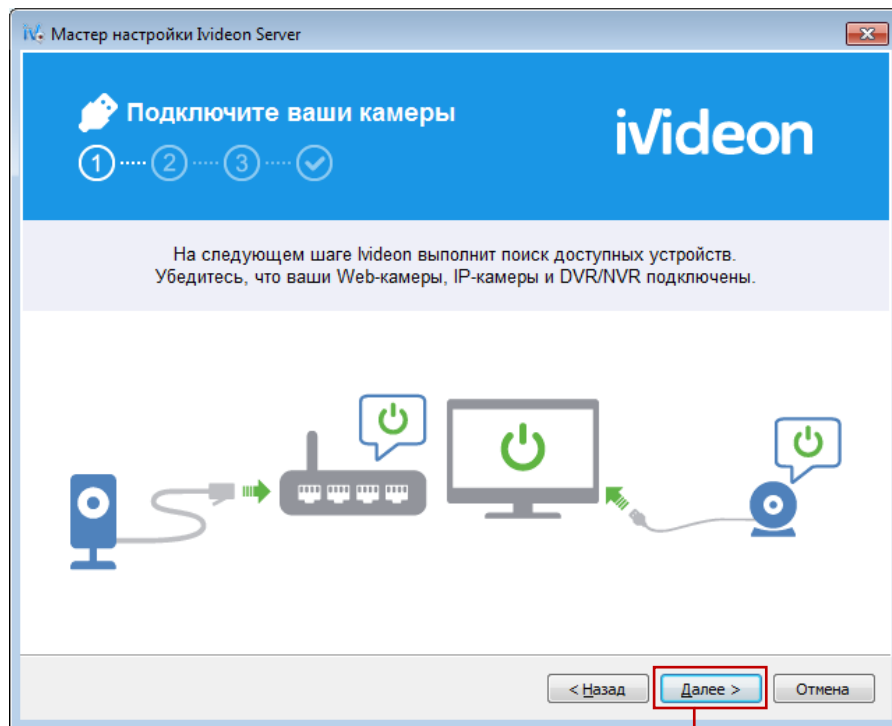 iV. Мастер настройки Ivideon Server
Подключите ваши камеры
1 2 3
iVideon
На следующем шаге Ivideon выполнит поиск доступных устройств.
Убедитесь, что ваши Web-камеры, IP-камеры и DVR/NVR подключены.
< Назад Далее > Отмена